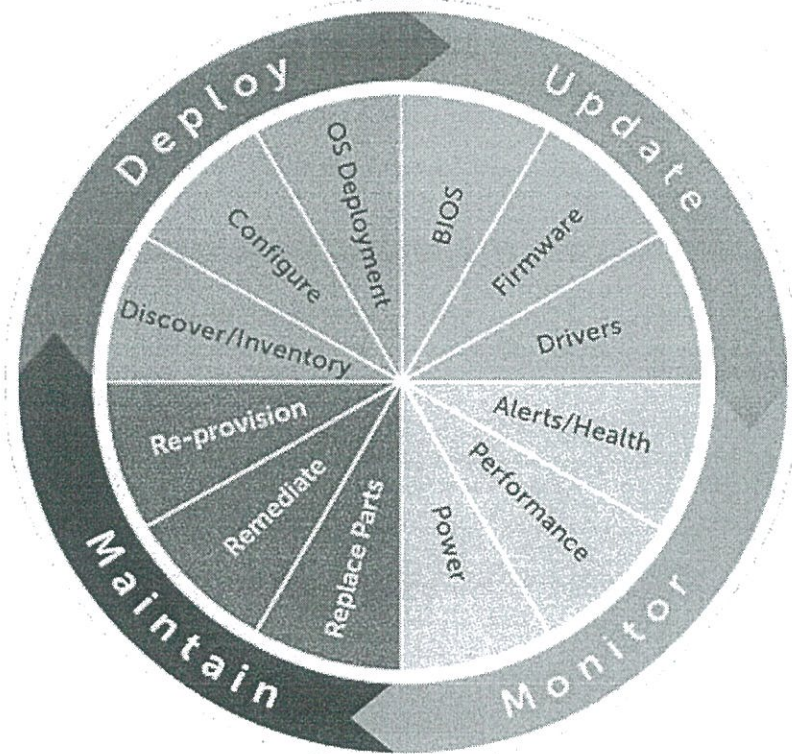 Deploy
Update
Monitor
Maintain
OS Deployment
BIOS
Configure
Firmware
Discover/Inventory
Drivers
Re-provision
Alerts/Health
Remediate
Performance
Replace Parts
Power